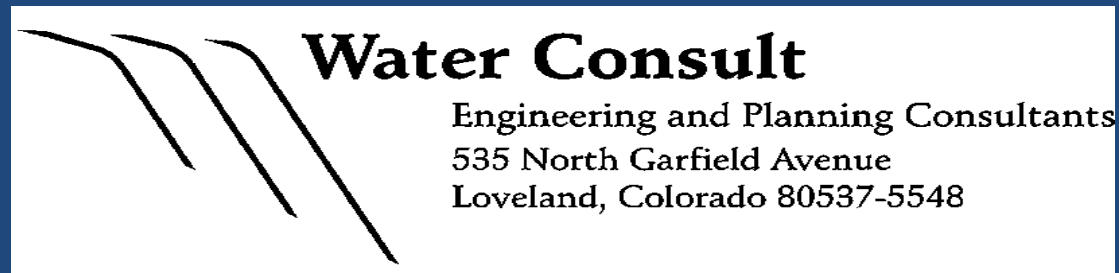 Water Consult
Engineering and Planning Consultants
535 North Garfield Avenue
Loveland, Colorado 80537-5548